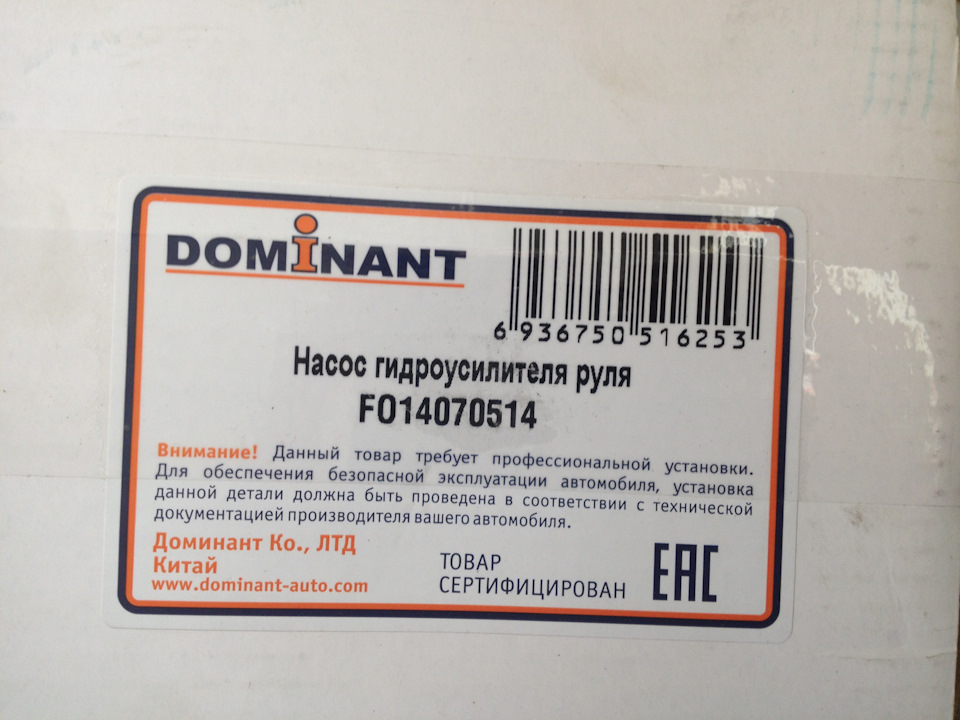 DOMiNANT
6 936750 516253
Насос гидроусилителя руля
FO14070514
Внимание! Данный товар требует профессиональной установки.
Для обеспечения безопасной эксплуатации автомобиля, установка
данной детали должна быть проведена в соответствии с технической
документацией производителя вашего автомобиля.
Доминант Ко., ЛТД
Китай
www.dominant-auto.com
ТОВАР
СЕРТИФИЦИРОВАН
ЕАС